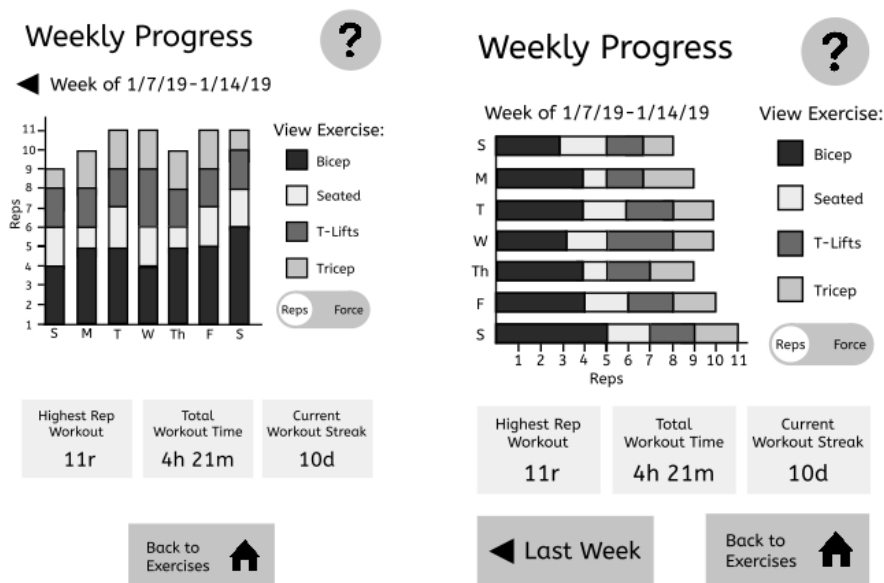 Weekly Progress
?
Week of 1/7/19-1/14/19
View Exercise:
11
10
9
8
7
6
5
4
3
2
1
Reps
S M T W Th F S
Bicep
Seated
T-Lifts
Tricep
Reps Force
Highest Rep
Workout
11r
Total
Workout Time
4h 21m
Current
Workout Streak
10d
Back to
Exercises
Weekly Progress
?
Week of 1/7/19-1/14/19
View Exercise:
S
M
T
W
Th
F
S
1 2 3 4 5 6 7 8 9 10 11
Reps
Bicep
Seated
T-Lifts
Tricep
Reps Force
Highest Rep
Workout
11r
Total
Workout Time
4h 21m
Current
Workout Streak
10d
Last Week
Back to
Exercises